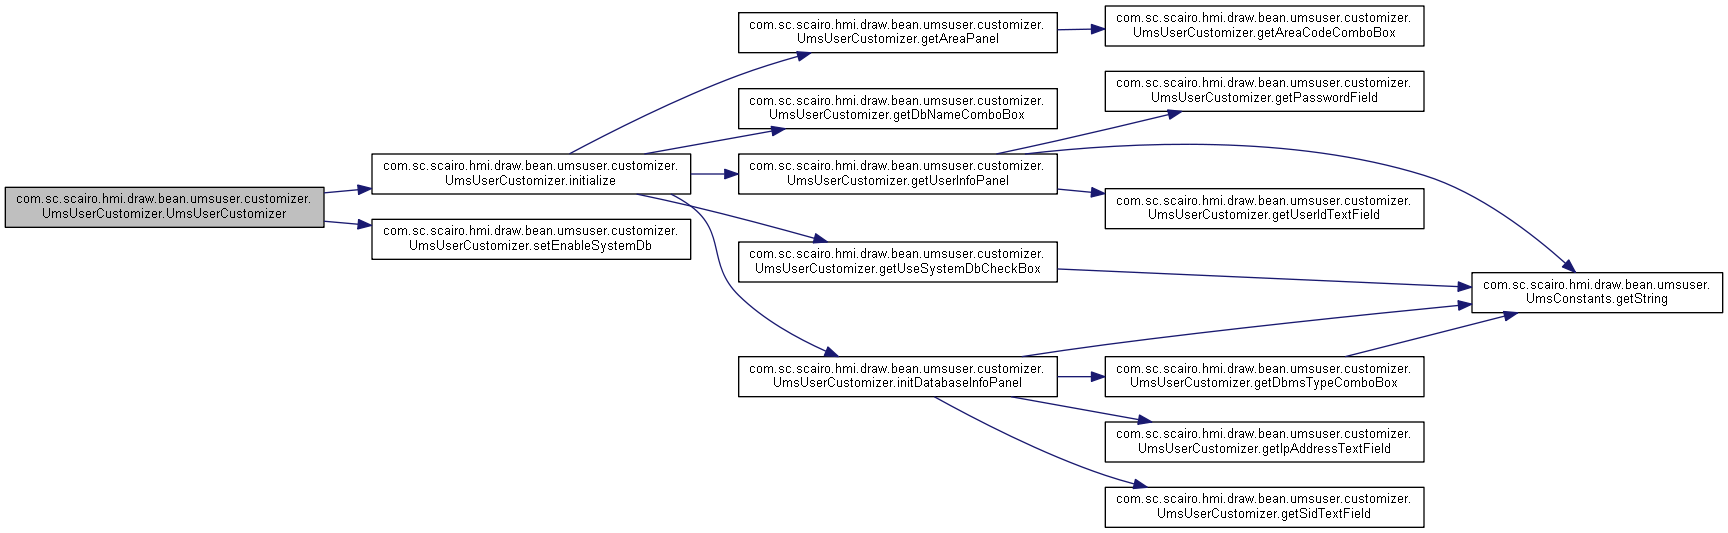 com.sc.scairo.hmi.draw.bean.umsuser.customizer.
UmsUserCustomizer.UmsUserCustomizer
com.sc.scairo.hmi.draw.bean.umsuser.customizer.
UmsUserCustomizer.initialize
com.sc.scairo.hmi.draw.bean.umsuser.customizer.
UmsUserCustomizer.setEnableSystemDb
com.sc.scairo.hmi.draw.bean.umsuser.customizer.
UmsUserCustomizer.getAreaPanel
com.sc.scairo.hmi.draw.bean.umsuser.customizer.
UmsUserCustomizer.getDbNameComboBox
com.sc.scairo.hmi.draw.bean.umsuser.customizer.
UmsUserCustomizer.getUserInfoPanel
com.sc.scairo.hmi.draw.bean.umsuser.customizer.
UmsUserCustomizer.getUseSystemDbCheckBox
com.sc.scairo.hmi.draw.bean.umsuser.customizer.
UmsUserCustomizer.initDatabaseInfoPanel
com.sc.scairo.hmi.draw.bean.umsuser.customizer.
UmsUserCustomizer.getAreaCodeComboBox
com.sc.scairo.hmi.draw.bean.umsuser.customizer.
UmsUserCustomizer.getPasswordField
com.sc.scairo.hmi.draw.bean.umsuser.customizer.
UmsUserCustomizer.getUserIdTextField
com.sc.scairo.hmi.draw.bean.umsuser.
UmsConstants.getString
com.sc.scairo.hmi.draw.bean.umsuser.customizer.
UmsUserCustomizer.getDbmsTypeComboBox
com.sc.scairo.hmi.draw.bean.umsuser.customizer.
UmsUserCustomizer.getIpAddressTextField
com.sc.scairo.hmi.draw.bean.umsuser.customizer.
UmsUserCustomizer.getSidTextField